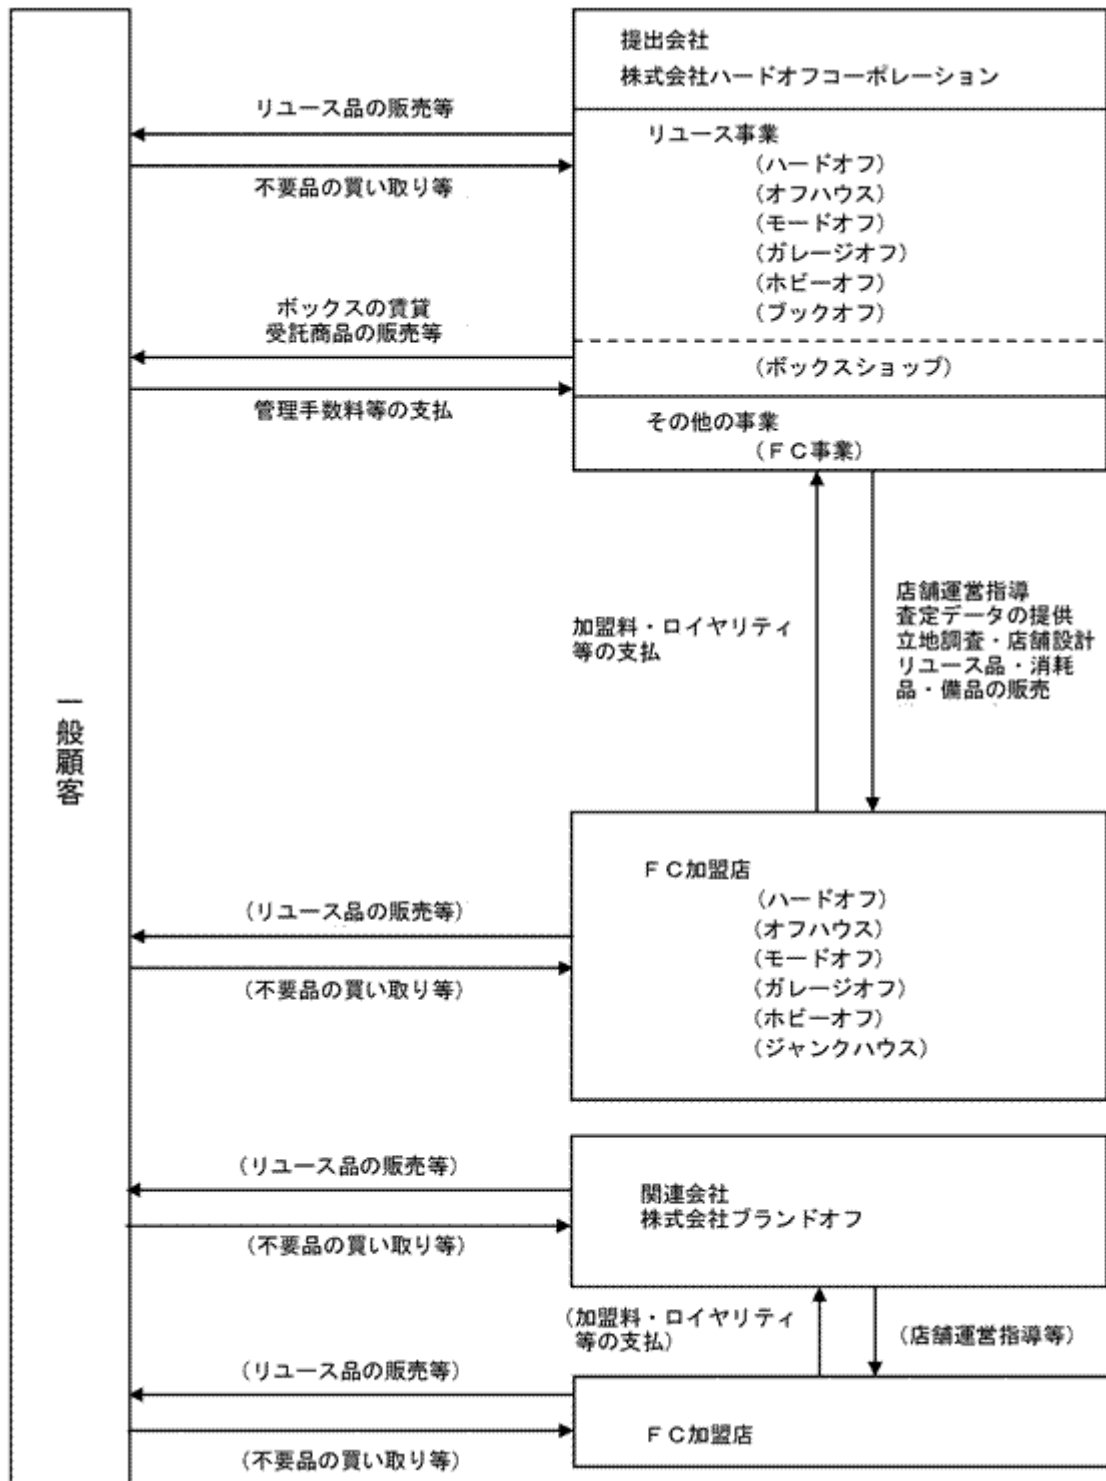 提出会社
株式会社ハードオフコーポレーション
リユース品の販売等
不要品の買い取り等
リユース事業
(ハードオフ)
(オフハウス)
(モードオフ)
(ガレージオフ)
(ホビーオフ)
(ブックオフ)
ボックスの賃貸
受託商品の販売等
管理手数料等の支払
(ボックスショップ)
その他の事業
(ＦＣ事業)
加盟料・ロイヤリティ
等の支払
店舗運営指導
査定データの提供
立地調査・店舗設計
リユース品・消耗
品・備品の販売
一般顧客
ＦＣ加盟店
(ハードオフ)
(オフハウス)
(モードオフ)
(ガレージオフ)
(ホビーオフ)
(ジャンクハウス)
(リユース品の販売等)
(不要品の買い取り等)
(リユース品の販売等)
(不要品の買い取り等)
関連会社
株式会社ブランドオフ
(加盟料・ロイヤリティ
等の支払)
(店舗運営指導等)
(リユース品の販売等)
(不要品の買い取り等)
ＦＣ加盟店